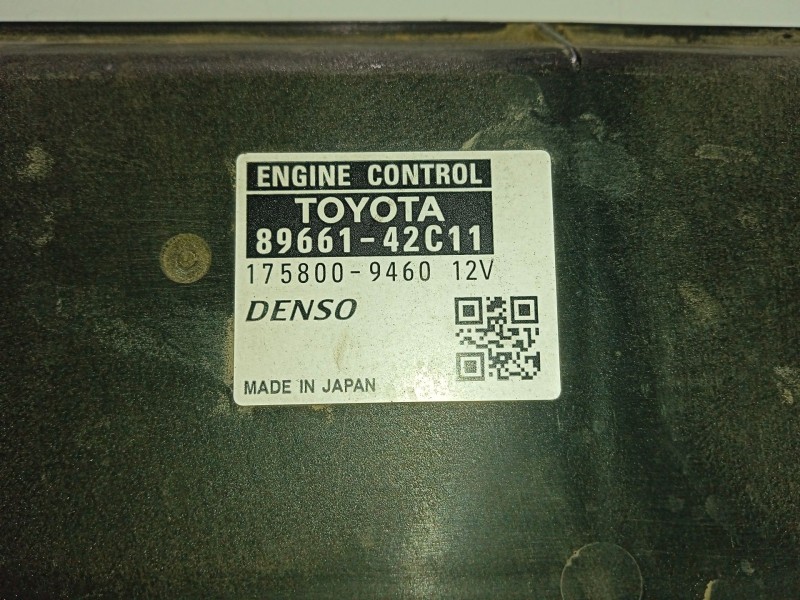 ENGINE CONTROL
TOYOTA
89661-42C11
175800-9460 12V
DENSO
MADE IN JAPAN